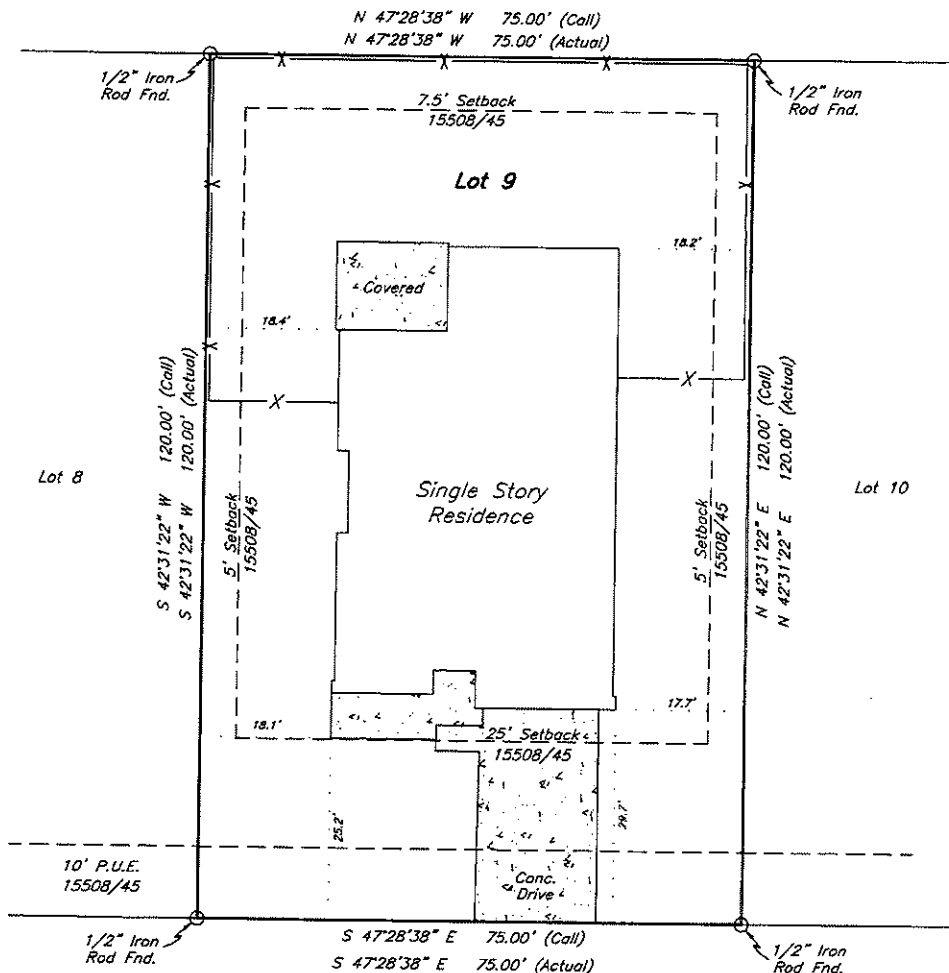 N 47°28'38" W 75.00' (Call)
N 47°28'38" W 75.00' (Actual)
1/2" Iron
Rod Fnd.
1/2" Iron
Rod Fnd.
7.5' Setback
15508/45
Lot 9
18.2'
Covered
18.4'
S 42°31'22" W 120.00' (Call)
S 42°31'22" W 120.00' (Actual)
N 42°31'22" E 120.00' (Call)
N 42°31'22" E 120.00' (Actual)
Lot 8
Single Story
Residence
Lot 10
5' Setback
15508/45
5' Setback
15508/45
18.1'
17.7'
25' Setback
15508/45
25.2'
29.7'
10' P.U.E.
15508/45
Conc.
Drive
1/2" Iron
Rod Fnd.
S 47°28'38" E 75.00' (Call)
S 47°28'38" E 75.00' (Actual)
1/2" Iron
Rod Fnd.